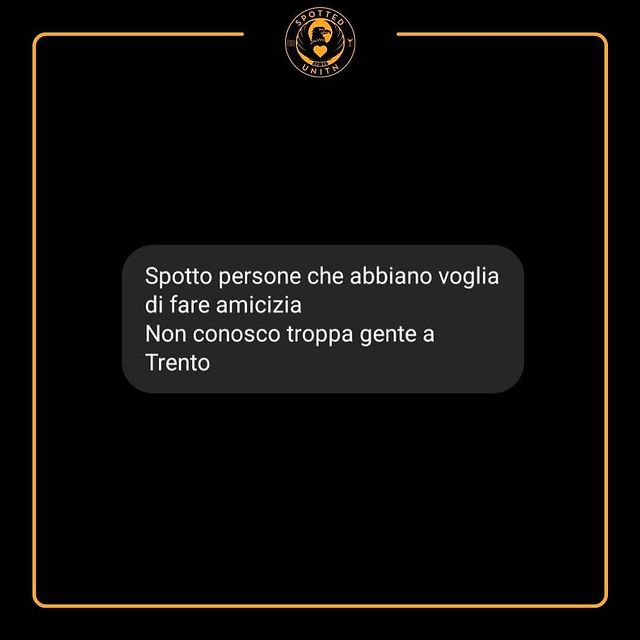 SPOTTED
UNITN
Spotto persone che abbiano voglia
di fare amicizia
Non conosco troppa gente a
Trento